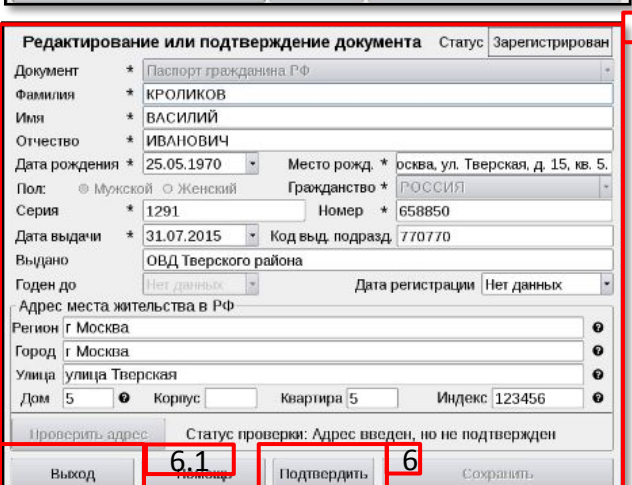 Редактирование или подтверждение документа Статус Зарегистрирован
Документ * Паспорт гражданина РФ
Фамилия * КРОЛИКОВ
Имя * ВАСИЛИЙ
Отчество * ИВАНОВИЧ
Дата рождения * 25.05.1970 Место рожд. * осква, ул. Тверская, д. 15, кв. 5.
Пол: Мужской Женский Гражданство * РОССИЯ
Серия * 1291 Номер * 658850
Дата выдачи * 31.07.2015 Код выд. подразд. 770770
Выдано ОВД Тверского района
Годен до Нет данных Дата регистрации Нет данных
Адрес места жительства в РФ
Регион г Москва
Город г Москва
Улица улица Тверская
Дом 5 Корпус Квартира 5 Индекс 123456
Проверить адрес Статус проверки: Адрес введен, но не подтвержден
6.1 6
Выход Помощь Подтвердить Сохранить